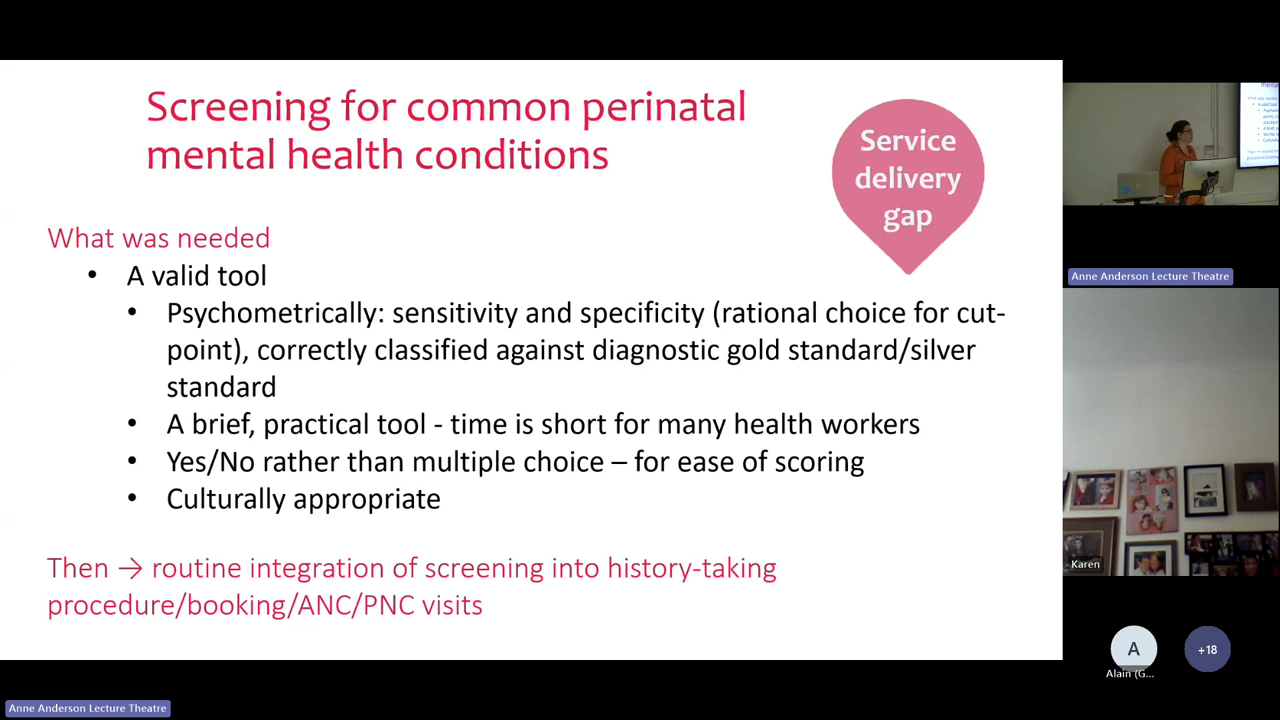 Screening for common perinatal
mental health conditions
Service
delivery
gap
What was needed
• A valid tool
• Psychometrically: sensitivity and specificity (rational choice for cut-
point), correctly classified against diagnostic gold standard/silver
standard
• A brief, practical tool - time is short for many health workers
• Yes/No rather than multiple choice – for ease of scoring
• Culturally appropriate
Then → routine integration of screening into history-taking
procedure/booking/ANC/PNC visits
Anne Anderson Lecture Theatre
Karen
A
Alain (G...
+18
Anne Anderson Lecture Theatre